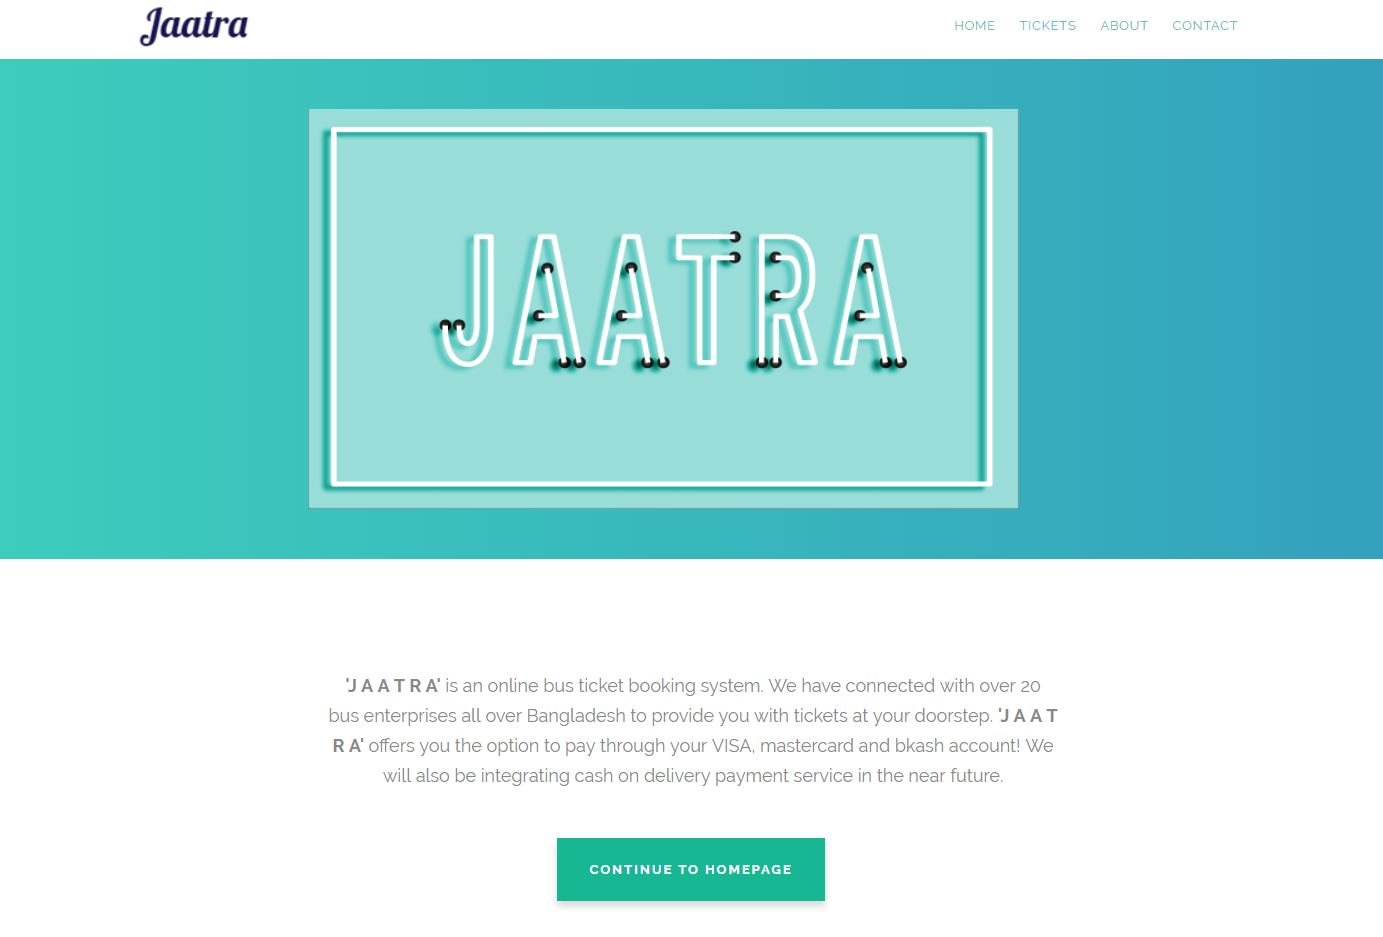 Jaatra
HOME TICKETS ABOUT CONTACT
JAATRA
'J A A T R A' is an online bus ticket booking system. We have connected with over 20
bus enterprises all over Bangladesh to provide you with tickets at your doorstep. 'J A A T
R A' offers you the option to pay through your VISA, mastercard and bkash account! We
will also be integrating cash on delivery payment service in the near future.
CONTINUE TO HOMEPAGE